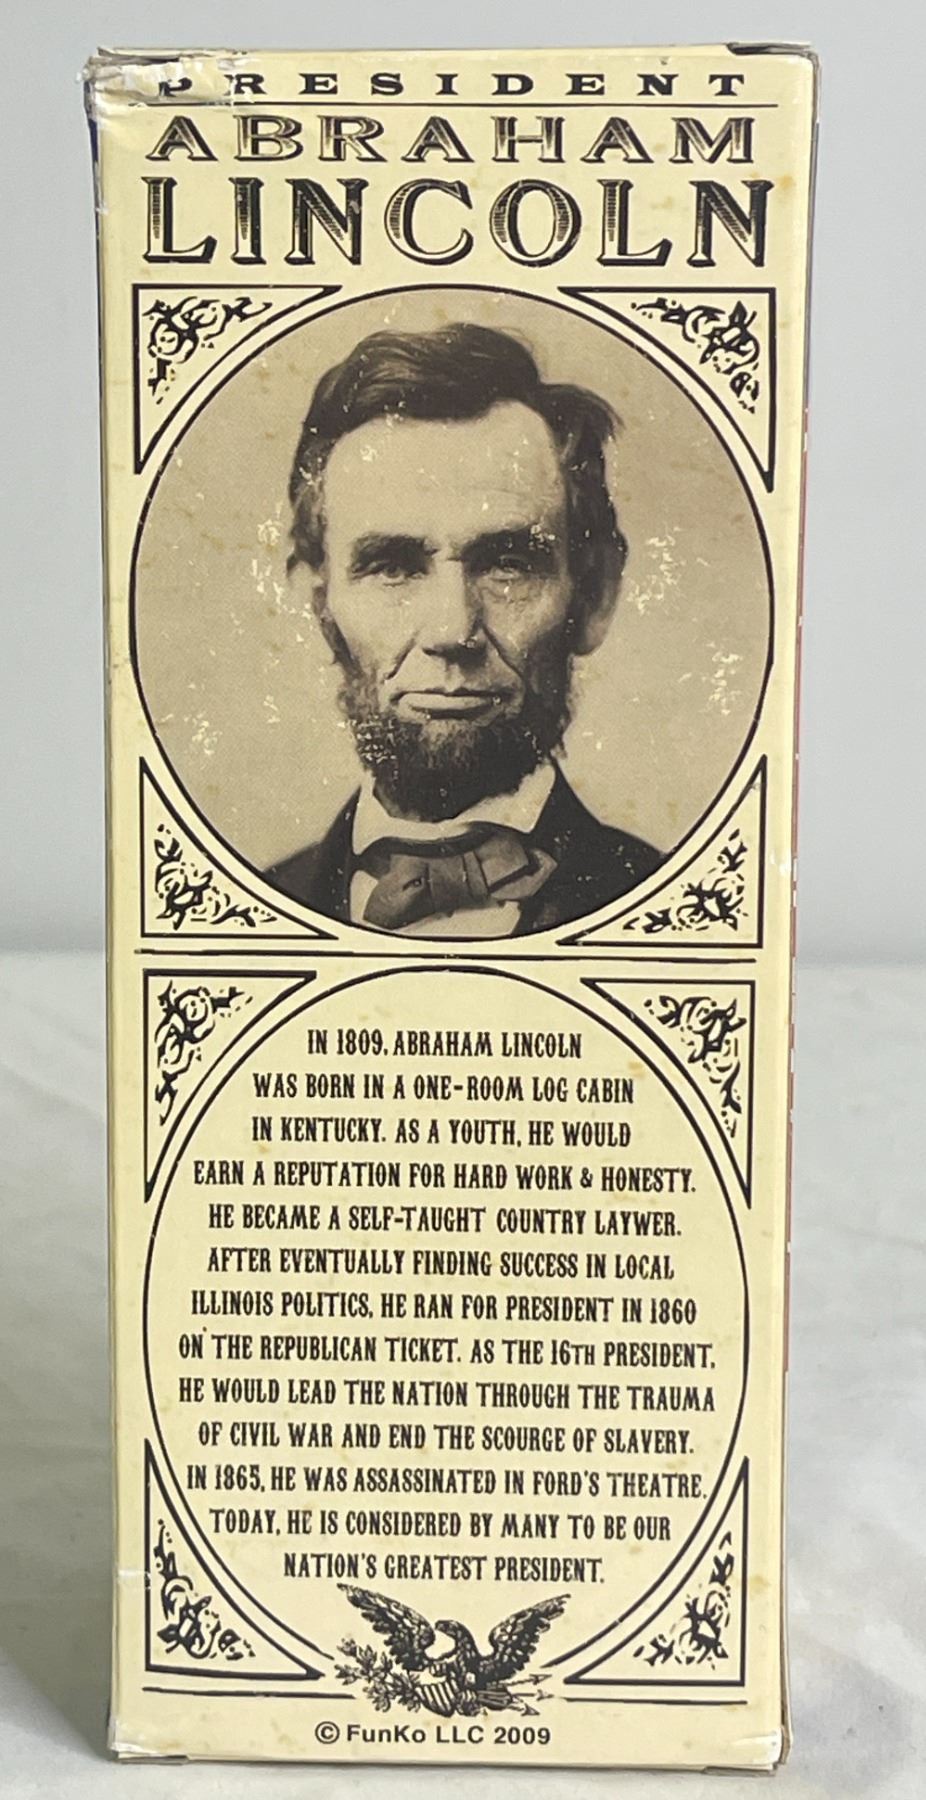 PRESIDENT
ABRAHAM
LINCOLN
IN 1809, ABRAHAM LINCOLN
WAS BORN IN A ONE-ROOM LOG CABIN
IN KENTUCKY. AS A YOUTH, HE WOULD
EARN A REPUTATION FOR HARD WORK & HONESTY.
HE BECAME A SELF-TAUGHT COUNTRY LAYWER.
AFTER EVENTUALLY FINDING SUCCESS IN LOCAL
ILLINOIS POLITICS, HE RAN FOR PRESIDENT IN 1860
ON THE REPUBLICAN TICKET. AS THE 16TH PRESIDENT,
HE WOULD LEAD THE NATION THROUGH THE TRAUMA
OF CIVIL WAR AND END THE SCOURGE OF SLAVERY.
IN 1865, HE WAS ASSASSINATED IN FORD'S THEATRE.
TODAY, HE IS CONSIDERED BY MANY TO BE OUR
NATION'S GREATEST PRESIDENT.
© FunKo LLC 2009